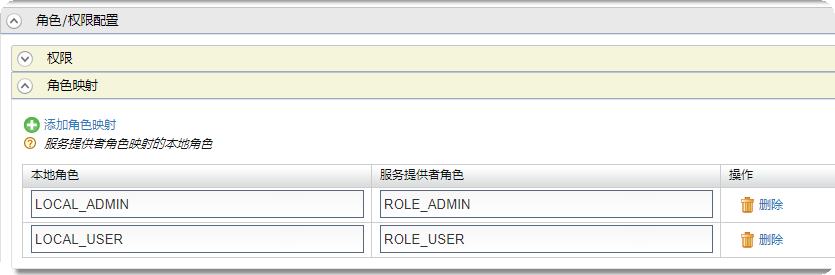 角色/权限配置
权限
角色映射
添加角色映射
服务提供者角色映射的本地角色
本地角色 服务提供者角色 操作
LOCAL_ADMIN ROLE_ADMIN 删除
LOCAL_USER ROLE_USER 删除